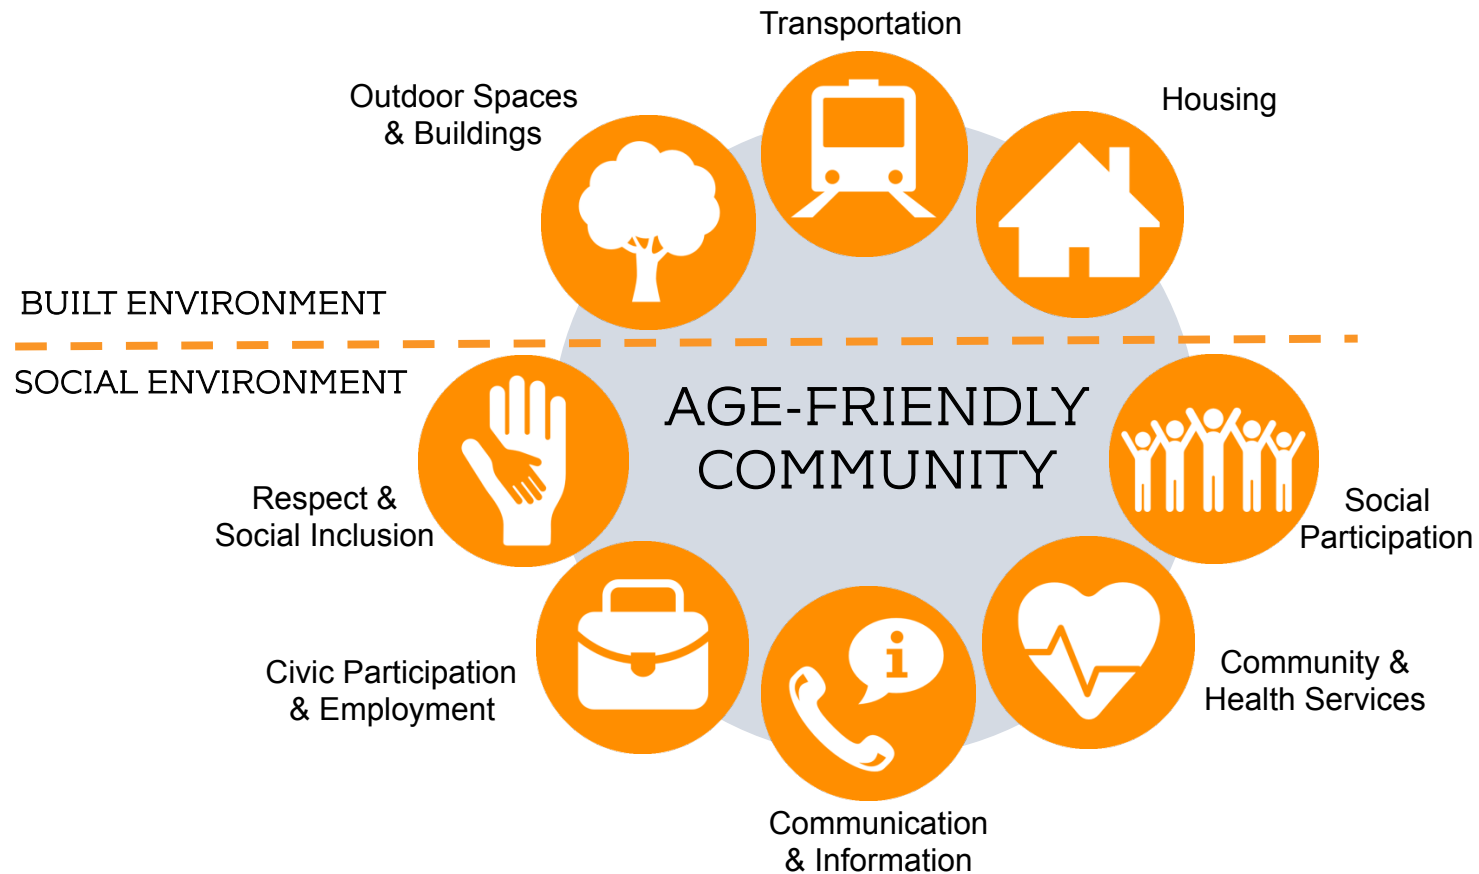 Transportation
Outdoor Spaces
& Buildings
Housing
BUILT ENVIRONMENT
SOCIAL ENVIRONMENT
AGE-FRIENDLY
COMMUNITY
Respect &
Social Inclusion
Social
Participation
Civic Participation
& Employment
i
Community &
Health Services
Communication
& Information